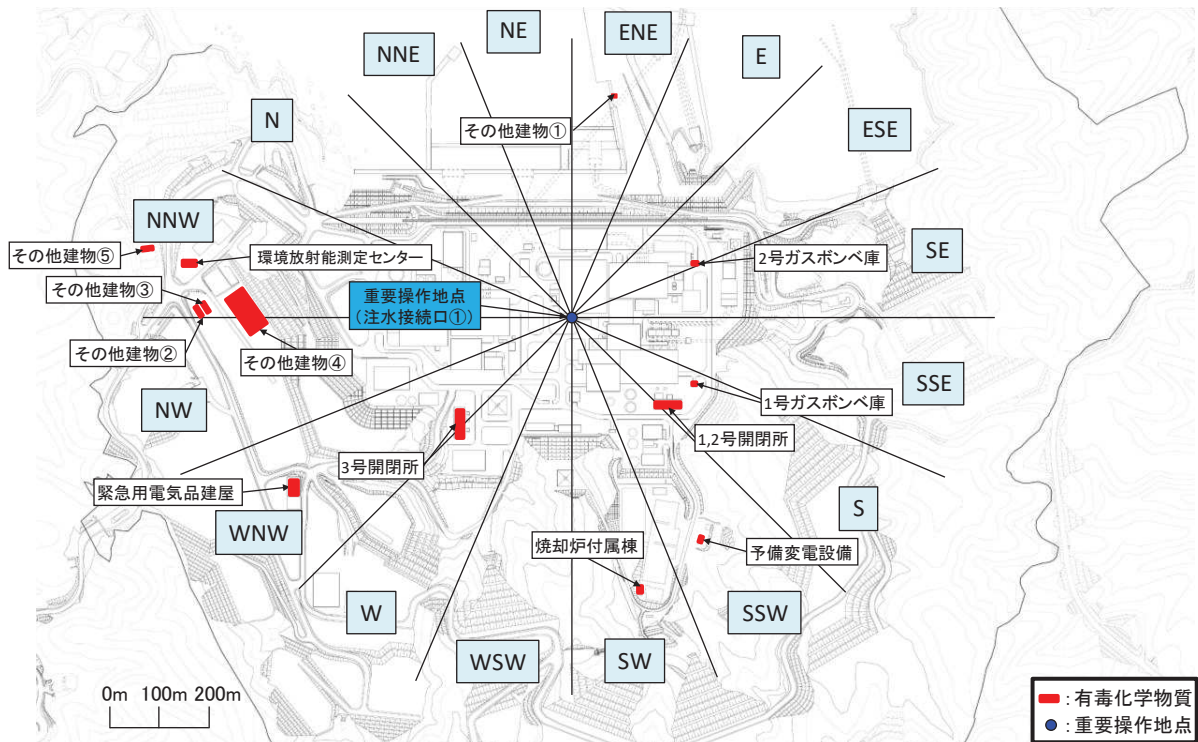 NE
ENE
NNE
E
その他建物①
ESE
N
NNW
その他建物⑤
環境放射能測定センター
2号ガスボンベ庫
SE
その他建物③
重要操作地点
(注水接続口①)
その他建物②
その他建物④
SSE
NW
1号ガスボンベ庫
3号開閉所
1,2号開閉所
緊急用電気品建屋
S
WNW
焼却炉付属棟
予備変電設備
W
SSW
WSW
SW
0m 100m 200m
:有毒化学物質
:重要操作地点